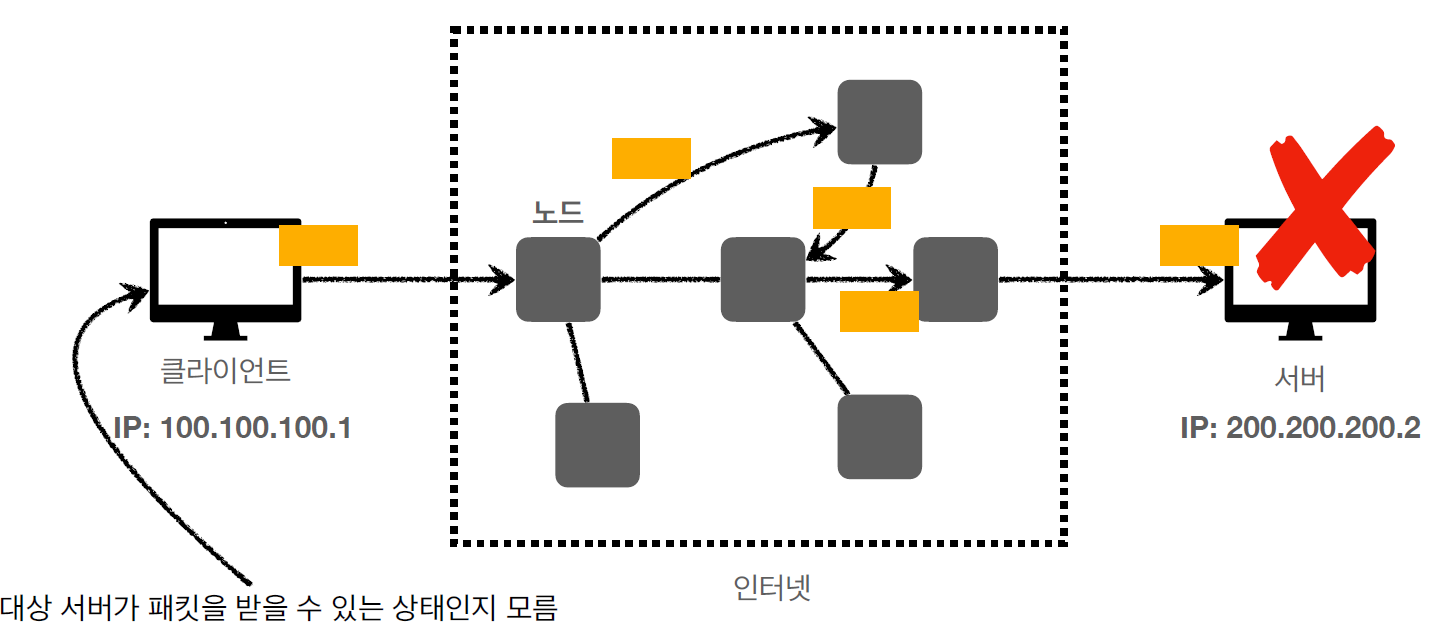 노드
클라이언트
IP: 100.100.100.1
서버
IP: 200.200.200.2
인터넷
대상 서버가 패킷을 받을 수 있는 상태인지 모름